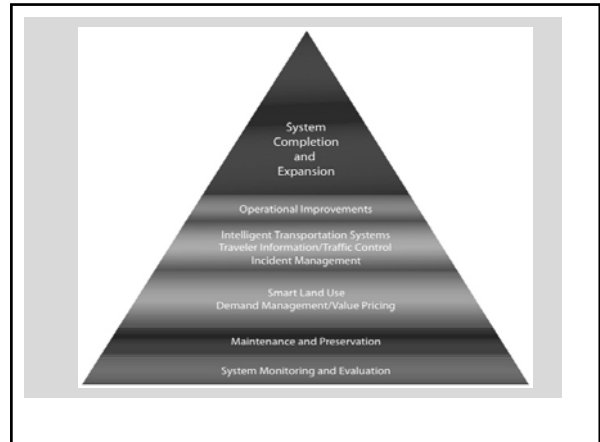 System
Completion
and
Expansion
Operational Improvements
Intelligent Transportation Systems
Traveler Information/Traffic Control
Incident Management
Smart Land Use
Demand Management/Value Pricing
Maintenance and Preservation
System Monitoring and Evaluation